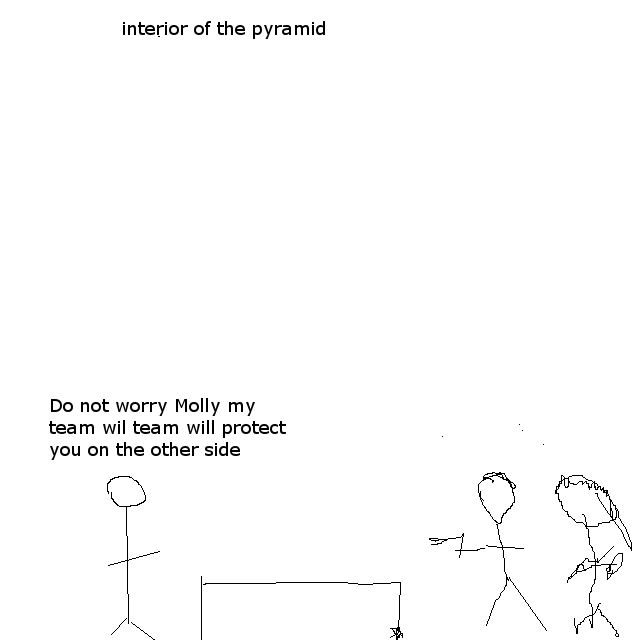 interior of the pyramid
Do not worry Molly my
team wil team will protect
you on the other side